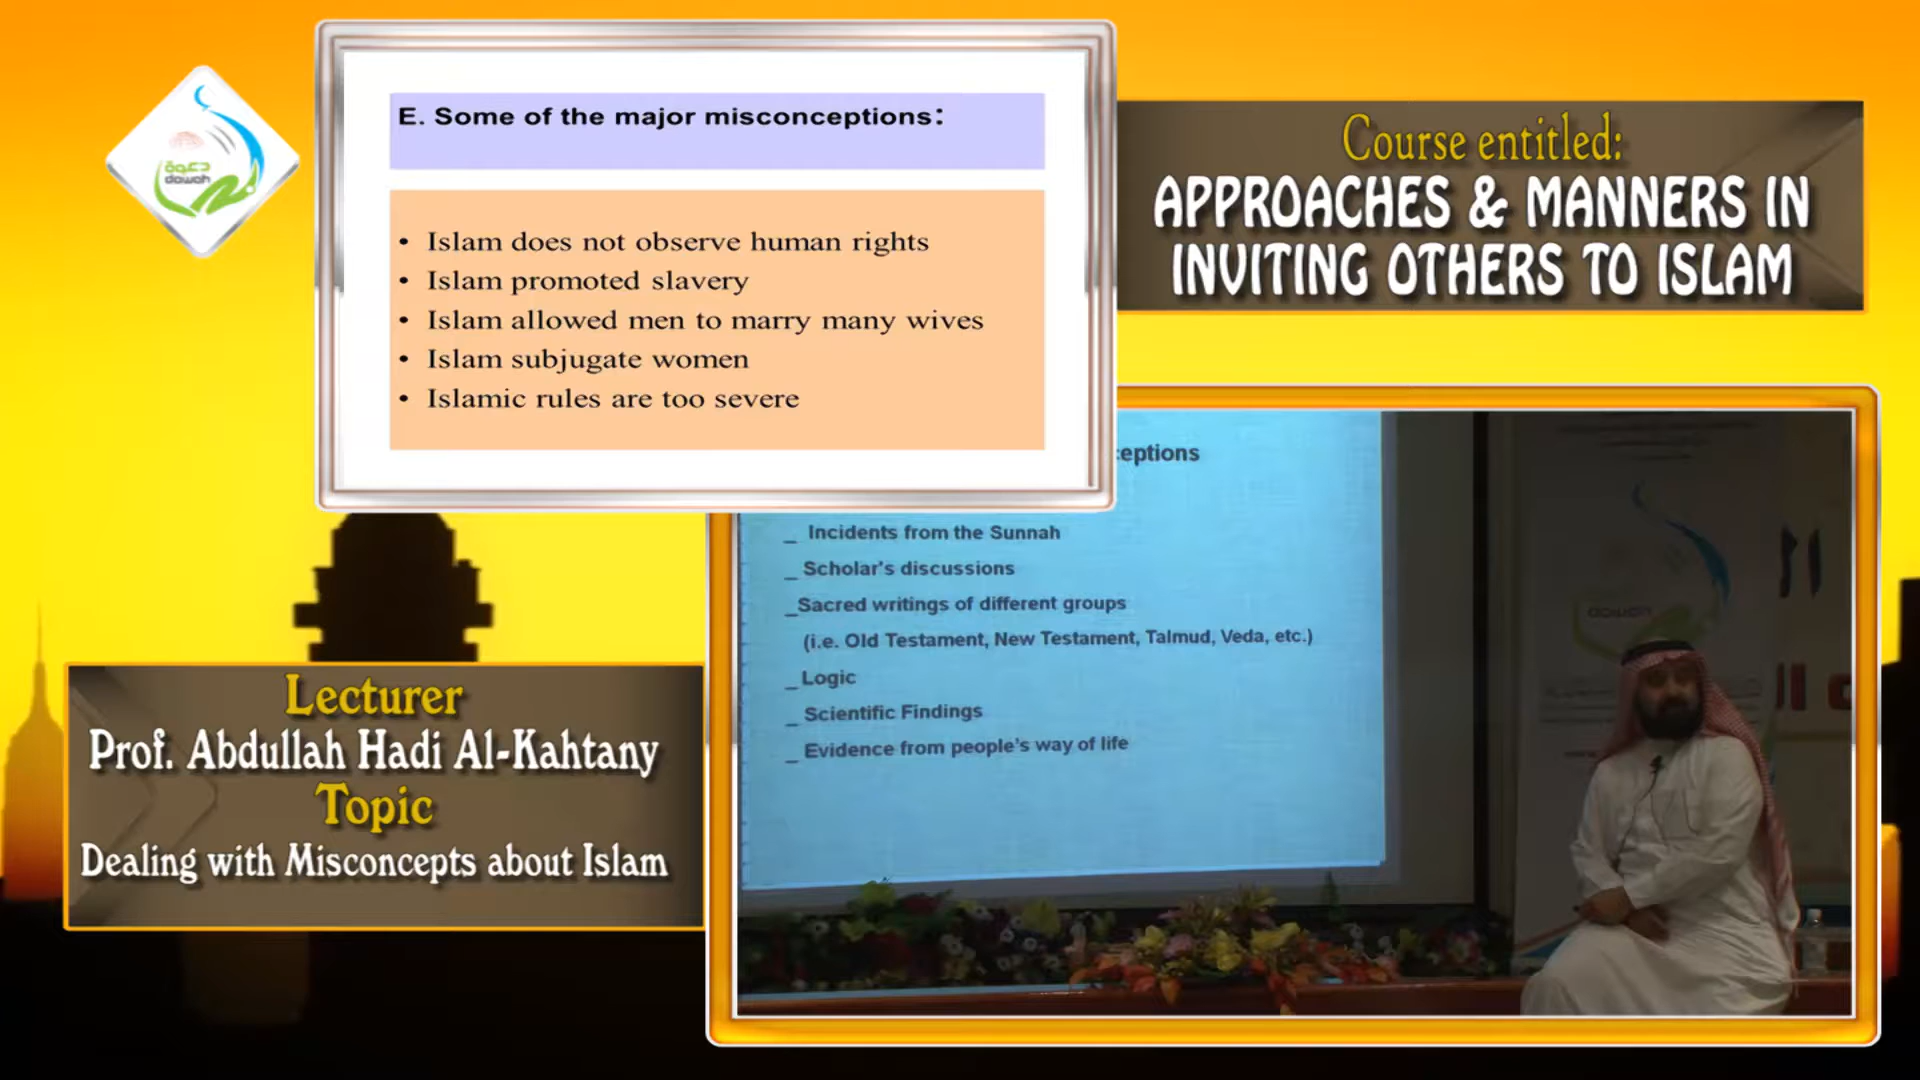 دعوة
dawah
E. Some of the major misconceptions:
• Islam does not observe human rights
• Islam promoted slavery
• Islam allowed men to marry many wives
• Islam subjugate women
• Islamic rules are too severe
Course entitled:
APPROACHES & MANNERS IN
INVITING OTHERS TO ISLAM
Lecturer
Prof. Abdullah Hadi Al-Kahtany
Topic
Dealing with Misconcepts about Islam
_ Incidents from the Sunnah
_ Scholar's discussions
_ Sacred writings of different groups
(i.e. Old Testament, New Testament, Talmud, Veda, etc.)
_ Logic
_ Scientific Findings
_ Evidence from people's way of life
dawah